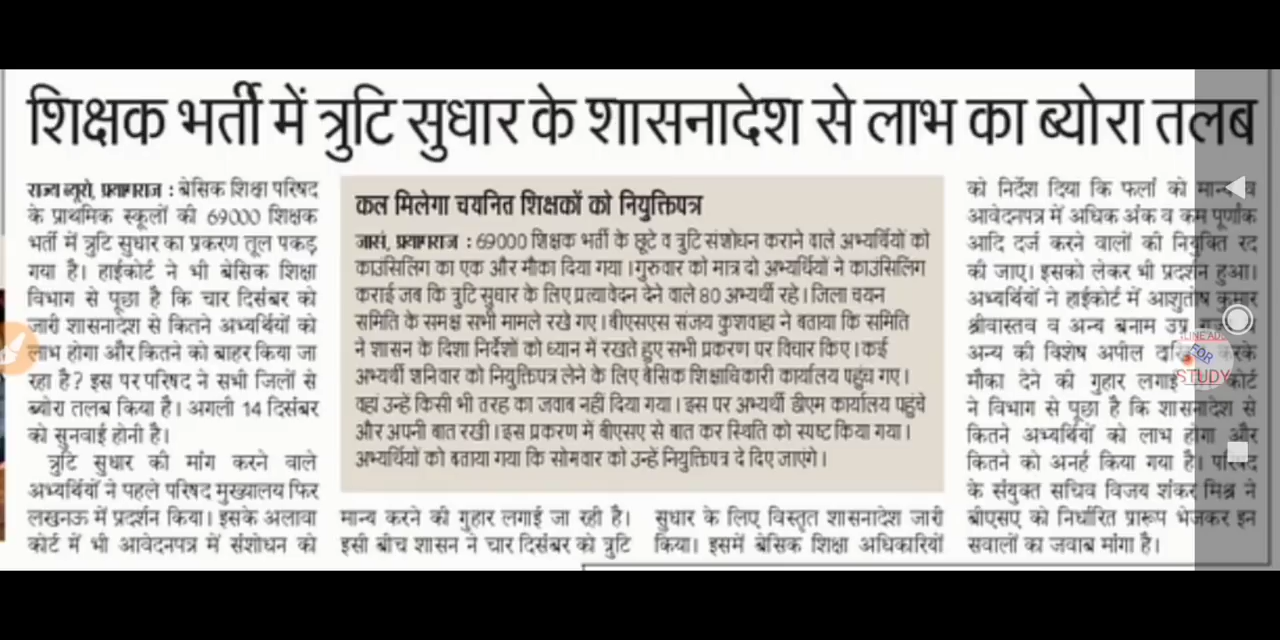 शिक्षक भर्ती में त्रुटि सुधार के शासनादेश से लाभ का ब्योरा तलब
राज्य ब्यूरो, प्रयागराज : बेसिक शिक्षा परिषद
के प्राथमिक स्कूलों की 69000 शिक्षक
भर्ती में त्रुटि सुधार का प्रकरण तूल पकड़
गया है। हाईकोर्ट ने भी बेसिक शिक्षा
विभाग से पूछा है कि चार दिसंबर को
जारी शासनादेश से कितने अभ्यर्थियों को
लाभ होगा और कितने को बाहर किया जा
रहा है? इस पर परिषद ने सभी जिलों से
ब्योरा तलब किया है। अगली 14 दिसंबर
को सुनवाई होनी है।
त्रुटि सुधार की मांग करने वाले
अभ्यर्थियों ने पहले परिषद मुख्यालय फिर
लखनऊ में प्रदर्शन किया। इसके अलावा
कोर्ट में भी आवेदनपत्र में संशोधन को
कल मिलेगा चयनित शिक्षकों को नियुक्तिपत्र
जासं, प्रयागराज : 69000 शिक्षक भर्ती के छूटे व त्रुटि संशोधन कराने वाले अभ्यर्थियों को
काउंसिलिंग का एक और मौका दिया गया। गुरुवार को मात्र दो अभ्यर्थियों ने काउंसिलिंग
कराई जब कि त्रुटि सुधार के लिए प्रत्यावेदन देने वाले 80 अभ्यर्थी रहे। जिला चयन
समिति के समक्ष सभी मामले रखे गए। बीएसएस संजय कुशवाहा ने बताया कि समिति
ने शासन के दिशा निर्देशों को ध्यान में रखते हुए सभी प्रकरण पर विचार किए। कई
अभ्यर्थी शनिवार को नियुक्तिपत्र लेने के लिए बेसिक शिक्षाधिकारी कार्यालय पहुंच गए।
वहां उन्हें किसी भी तरह का जवाब नहीं दिया गया। इस पर अभ्यर्थी डीएम कार्यालय पहुंचे
और अपनी बात रखी। इस प्रकरण में बीएसए से बात कर स्थिति को स्पष्ट किया गया।
अभ्यर्थियों को बताया गया कि सोमवार को उन्हें नियुक्तिपत्र दे दिए जाएंगे।
मान्य करने की गुहार लगाई जा रही है।
इसी बीच शासन ने चार दिसंबर को त्रुटि
सुधार के लिए विस्तृत शासनादेश जारी
किया। इसमें बेसिक शिक्षा अधिकारियों
को निर्देश दिया कि फलां को मान्य व
आवेदनपत्र में अधिक अंक व कम पूर्णांक
आदि दर्ज करने वालों की नियुक्ति रद
की जाए। इसको लेकर भी प्रदर्शन हुआ।
अभ्यर्थियों ने हाईकोर्ट में आशुतोष कुमार
श्रीवास्तव व अन्य बनाम उप्र व
अन्य की विशेष अपील करके
मौका देने की गुहार लगाई कोर्ट
ने विभाग से पूछा है कि शासनादेश से
कितने अभ्यर्थियों को लाभ होगा और
कितने को अनर्ह किया गया है। परिषद
के संयुक्त सचिव विजय शंकर मिश्र ने
बीएसए को निर्धारित प्रारूप भेजकर इन
सवालों का जवाब मांगा है।
FOR
STUDY